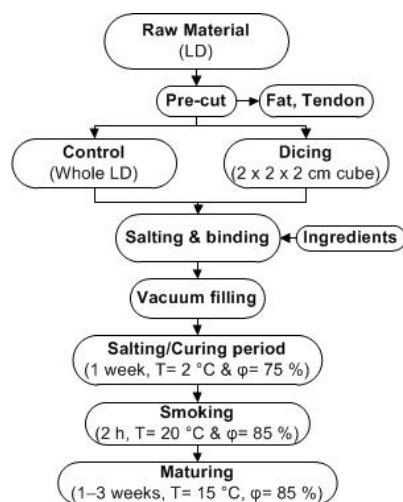 Raw Material
(LD)
Pre-cut
Fat, Tendon
Control
(Whole LD)
Dicing
(2 x 2 x 2 cm cube)
Salting & binding
Ingredients
Vacuum filling
Salting/Curing period
(1 week, T= 2 °C & φ= 75 %)
Smoking
(2 h, T= 20 °C & φ= 85 %)
Maturing
(1–3 weeks, T= 15 °C, φ= 85 %)